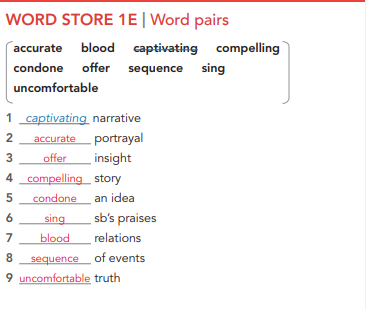 WORD STORE 1E | Word pairs
accurate blood captivating compelling
condone offer sequence sing
uncomfortable
1 captivating narrative
2 accurate portrayal
3 offer insight
4 compelling story
5 condone an idea
6 sing sb's praises
7 blood relations
8 sequence of events
9 uncomfortable truth